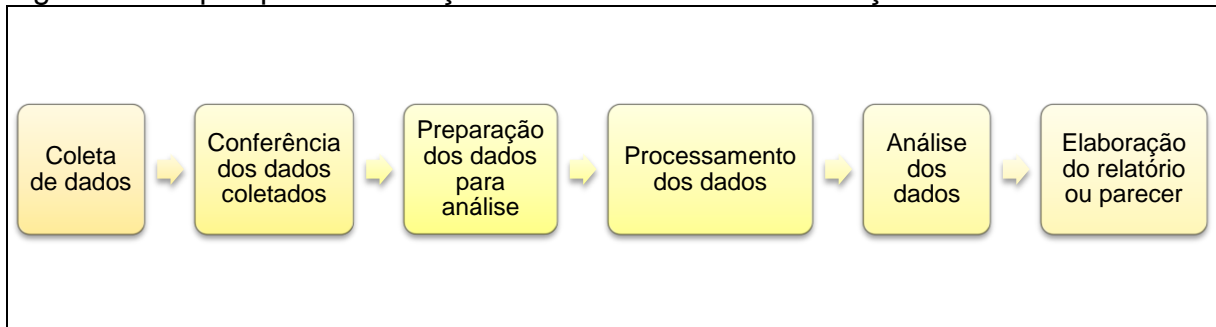 Coleta
de dados
Conferência
dos dados
coletados
Preparação
dos dados
para
análise
Processamento
dos dados
Análise
dos
dados
Elaboração
do relatório
ou parecer